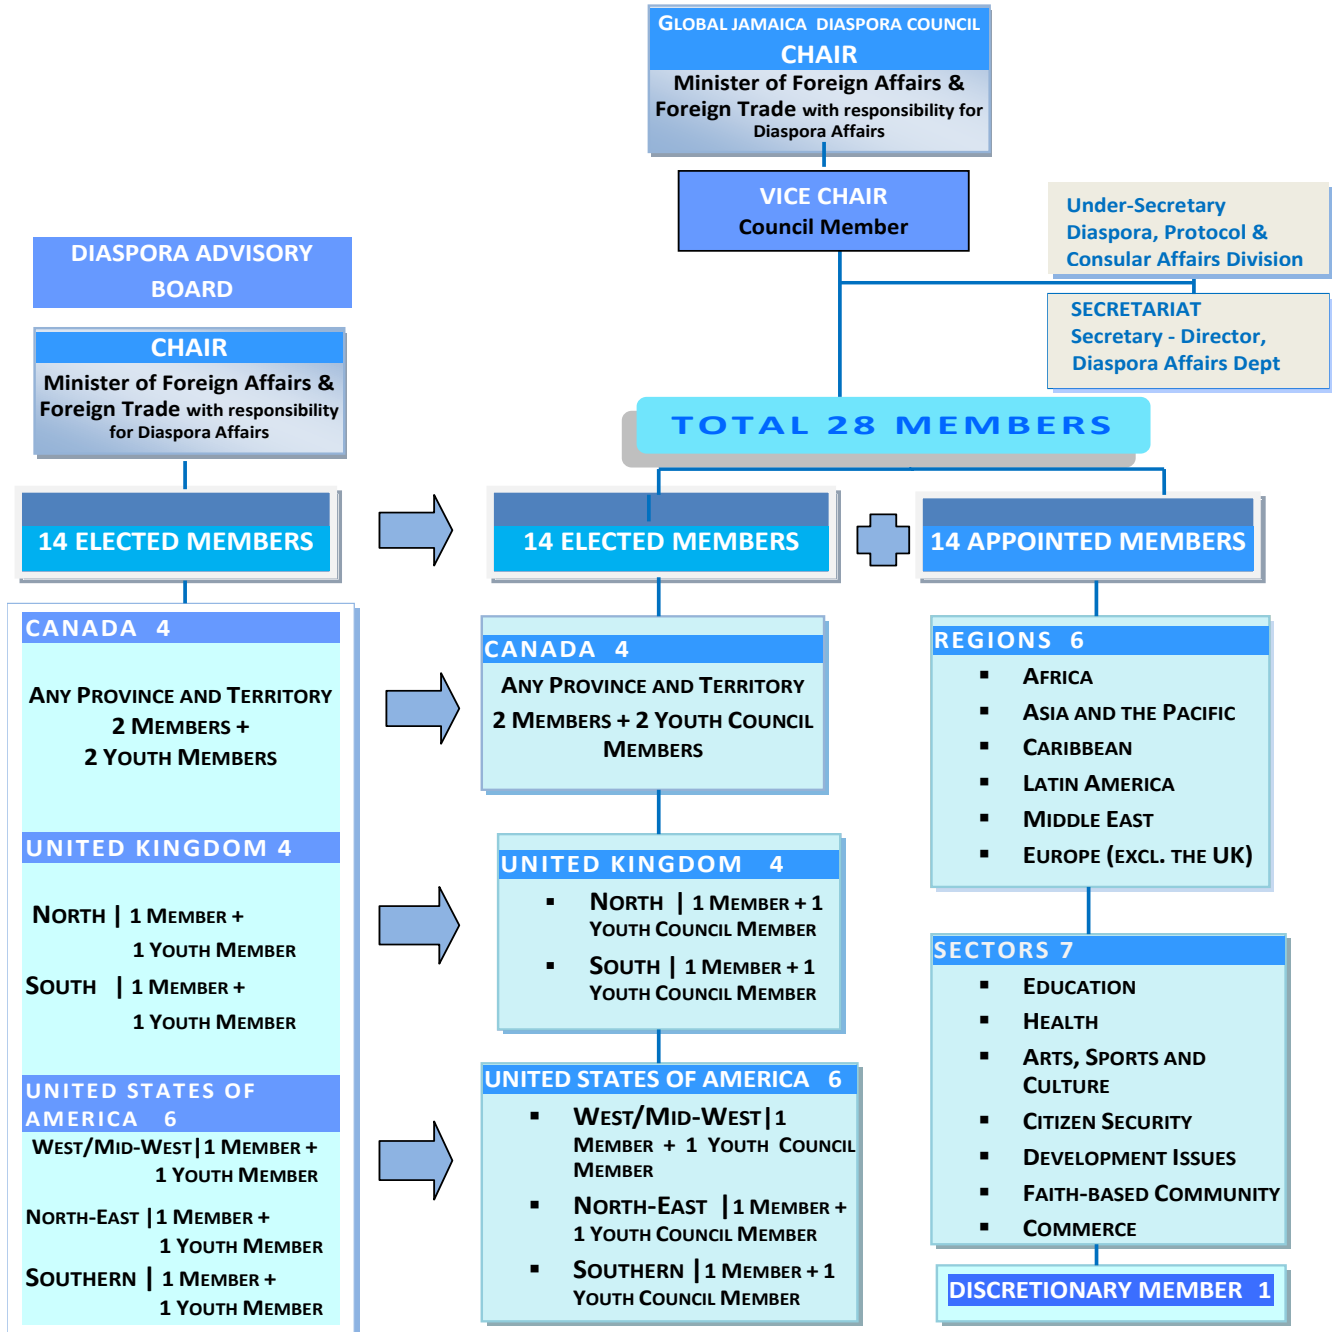 GLOBAL JAMAICA DIASPORA COUNCIL
CHAIR
Minister of Foreign Affairs &
Foreign Trade with responsibility for
Diaspora Affairs
VICE CHAIR
Council Member
Under-Secretary
Diaspora, Protocol &
Consular Affairs Division
SECRETARIAT
Secretary - Director,
Diaspora Affairs Dept
DIASPORA ADVISORY
BOARD
CHAIR
Minister of Foreign Affairs &
Foreign Trade with responsibility
for Diaspora Affairs
TOTAL 28 MEMBERS
14 ELECTED MEMBERS
CANADA 4
ANY PROVINCE AND TERRITORY
2 MEMBERS +
2 YOUTH MEMBERS
UNITED KINGDOM 4
NORTH | 1 MEMBER +
1 YOUTH MEMBER
SOUTH | 1 MEMBER +
1 YOUTH MEMBER
UNITED STATES OF
AMERICA 6
WEST/MID-WEST|1 MEMBER +
1 YOUTH MEMBER
NORTH-EAST |1 MEMBER +
1 YOUTH MEMBER
SOUTHERN | 1 MEMBER +
1 YOUTH MEMBER
14 ELECTED MEMBERS
CANADA 4
ANY PROVINCE AND TERRITORY
2 MEMBERS + 2 YOUTH COUNCIL
MEMBERS
UNITED KINGDOM 4
▪ NORTH | 1 MEMBER + 1
YOUTH COUNCIL MEMBER
▪ SOUTH | 1 MEMBER + 1
YOUTH COUNCIL MEMBER
UNITED STATES OF AMERICA 6
▪ WEST/MID-WEST|1
MEMBER + 1 YOUTH COUNCIL
MEMBER
▪ NORTH-EAST |1 MEMBER +
1 YOUTH COUNCIL MEMBER
▪ SOUTHERN |1 MEMBER + 1
YOUTH COUNCIL MEMBER
14 APPOINTED MEMBERS
REGIONS 6
▪ AFRICA
▪ ASIA AND THE PACIFIC
▪ CARIBBEAN
▪ LATIN AMERICA
▪ MIDDLE EAST
▪ EUROPE (EXCL. THE UK)
SECTORS 7
▪ EDUCATION
▪ HEALTH
▪ ARTS, SPORTS AND
CULTURE
▪ CITIZEN SECURITY
▪ DEVELOPMENT ISSUES
▪ FAITH-BASED COMMUNITY
▪ COMMERCE
DISCRETIONARY MEMBER 1